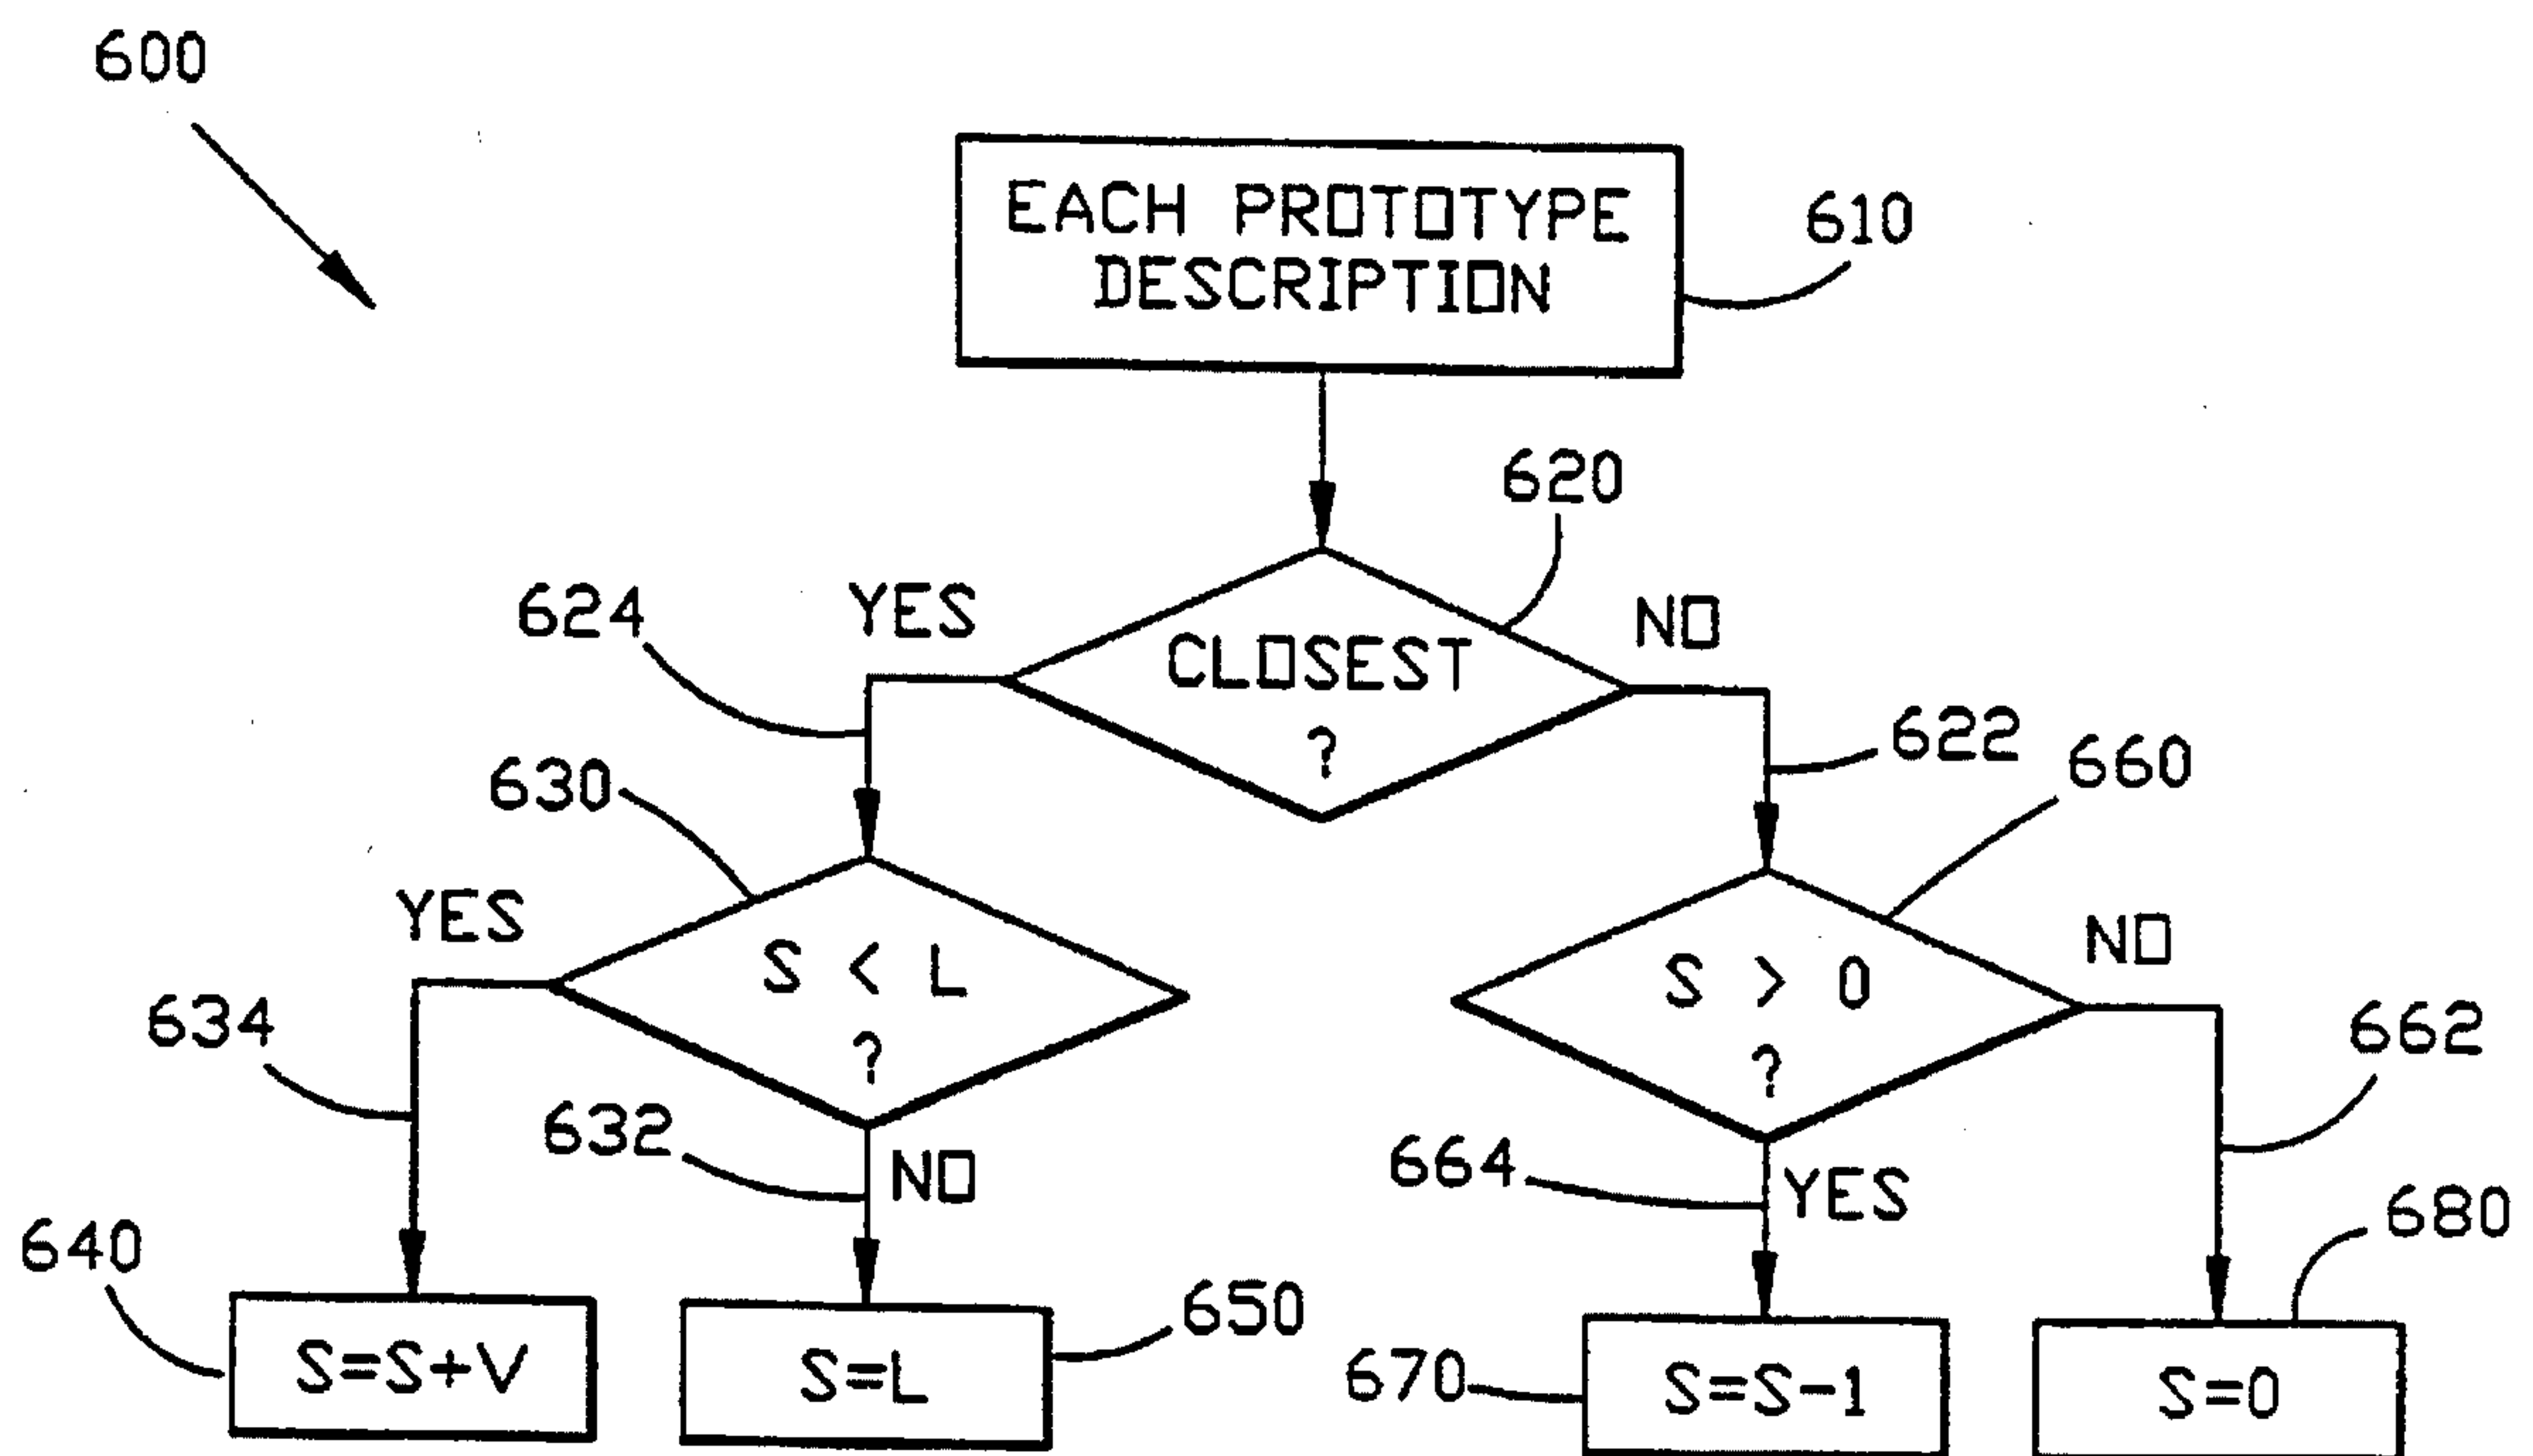 600
EACH PROTOTYPE
DESCRIPTION
610
620
624
YES
NO
CLOSEST
?
622
660
630
YES
S < L
?
NO
S > 0
?
634
662
632
NO
664
YES
640
680
650
670
S=S+V
S=L
S=S-1
S=0